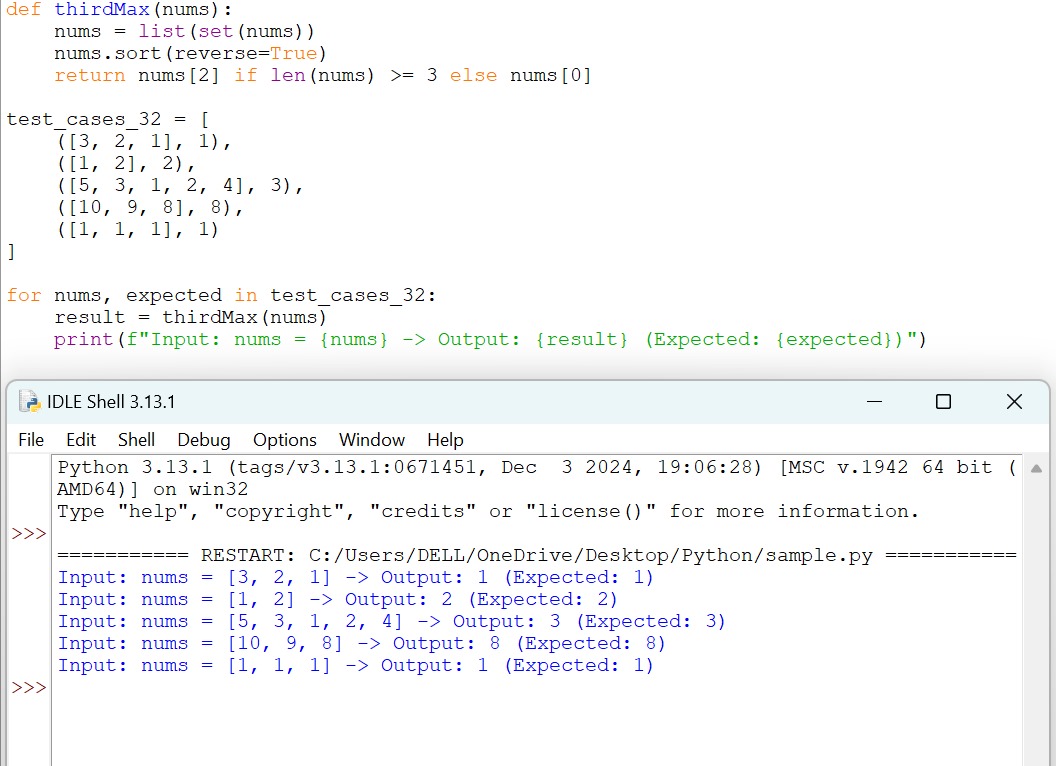 def thirdMax(nums):
    nums = list(set(nums))
    nums.sort(reverse=True)
    return nums[2] if len(nums) >= 3 else nums[0]

test_cases_32 = [
    ([3, 2, 1], 1),
    ([1, 2], 2),
    ([5, 3, 1, 2, 4], 3),
    ([10, 9, 8], 8),
    ([1, 1, 1], 1)
]

for nums, expected in test_cases_32:
    result = thirdMax(nums)
    print(f"Input: nums = {nums} -> Output: {result} (Expected: {expected})")

IDLE Shell 3.13.1
File Edit Shell Debug Options Window Help
Python 3.13.1 (tags/v3.13.1:0671451, Dec  3 2024, 19:06:28) [MSC v.1942 64 bit (
AMD64)] on win32
Type "help", "copyright", "credits" or "license()" for more information.
>>>
=========== RESTART: C:/Users/DELL/OneDrive/Desktop/Python/sample.py ===========
Input: nums = [3, 2, 1] -> Output: 1 (Expected: 1)
Input: nums = [1, 2] -> Output: 2 (Expected: 2)
Input: nums = [5, 3, 1, 2, 4] -> Output: 3 (Expected: 3)
Input: nums = [10, 9, 8] -> Output: 8 (Expected: 8)
Input: nums = [1, 1, 1] -> Output: 1 (Expected: 1)
>>>